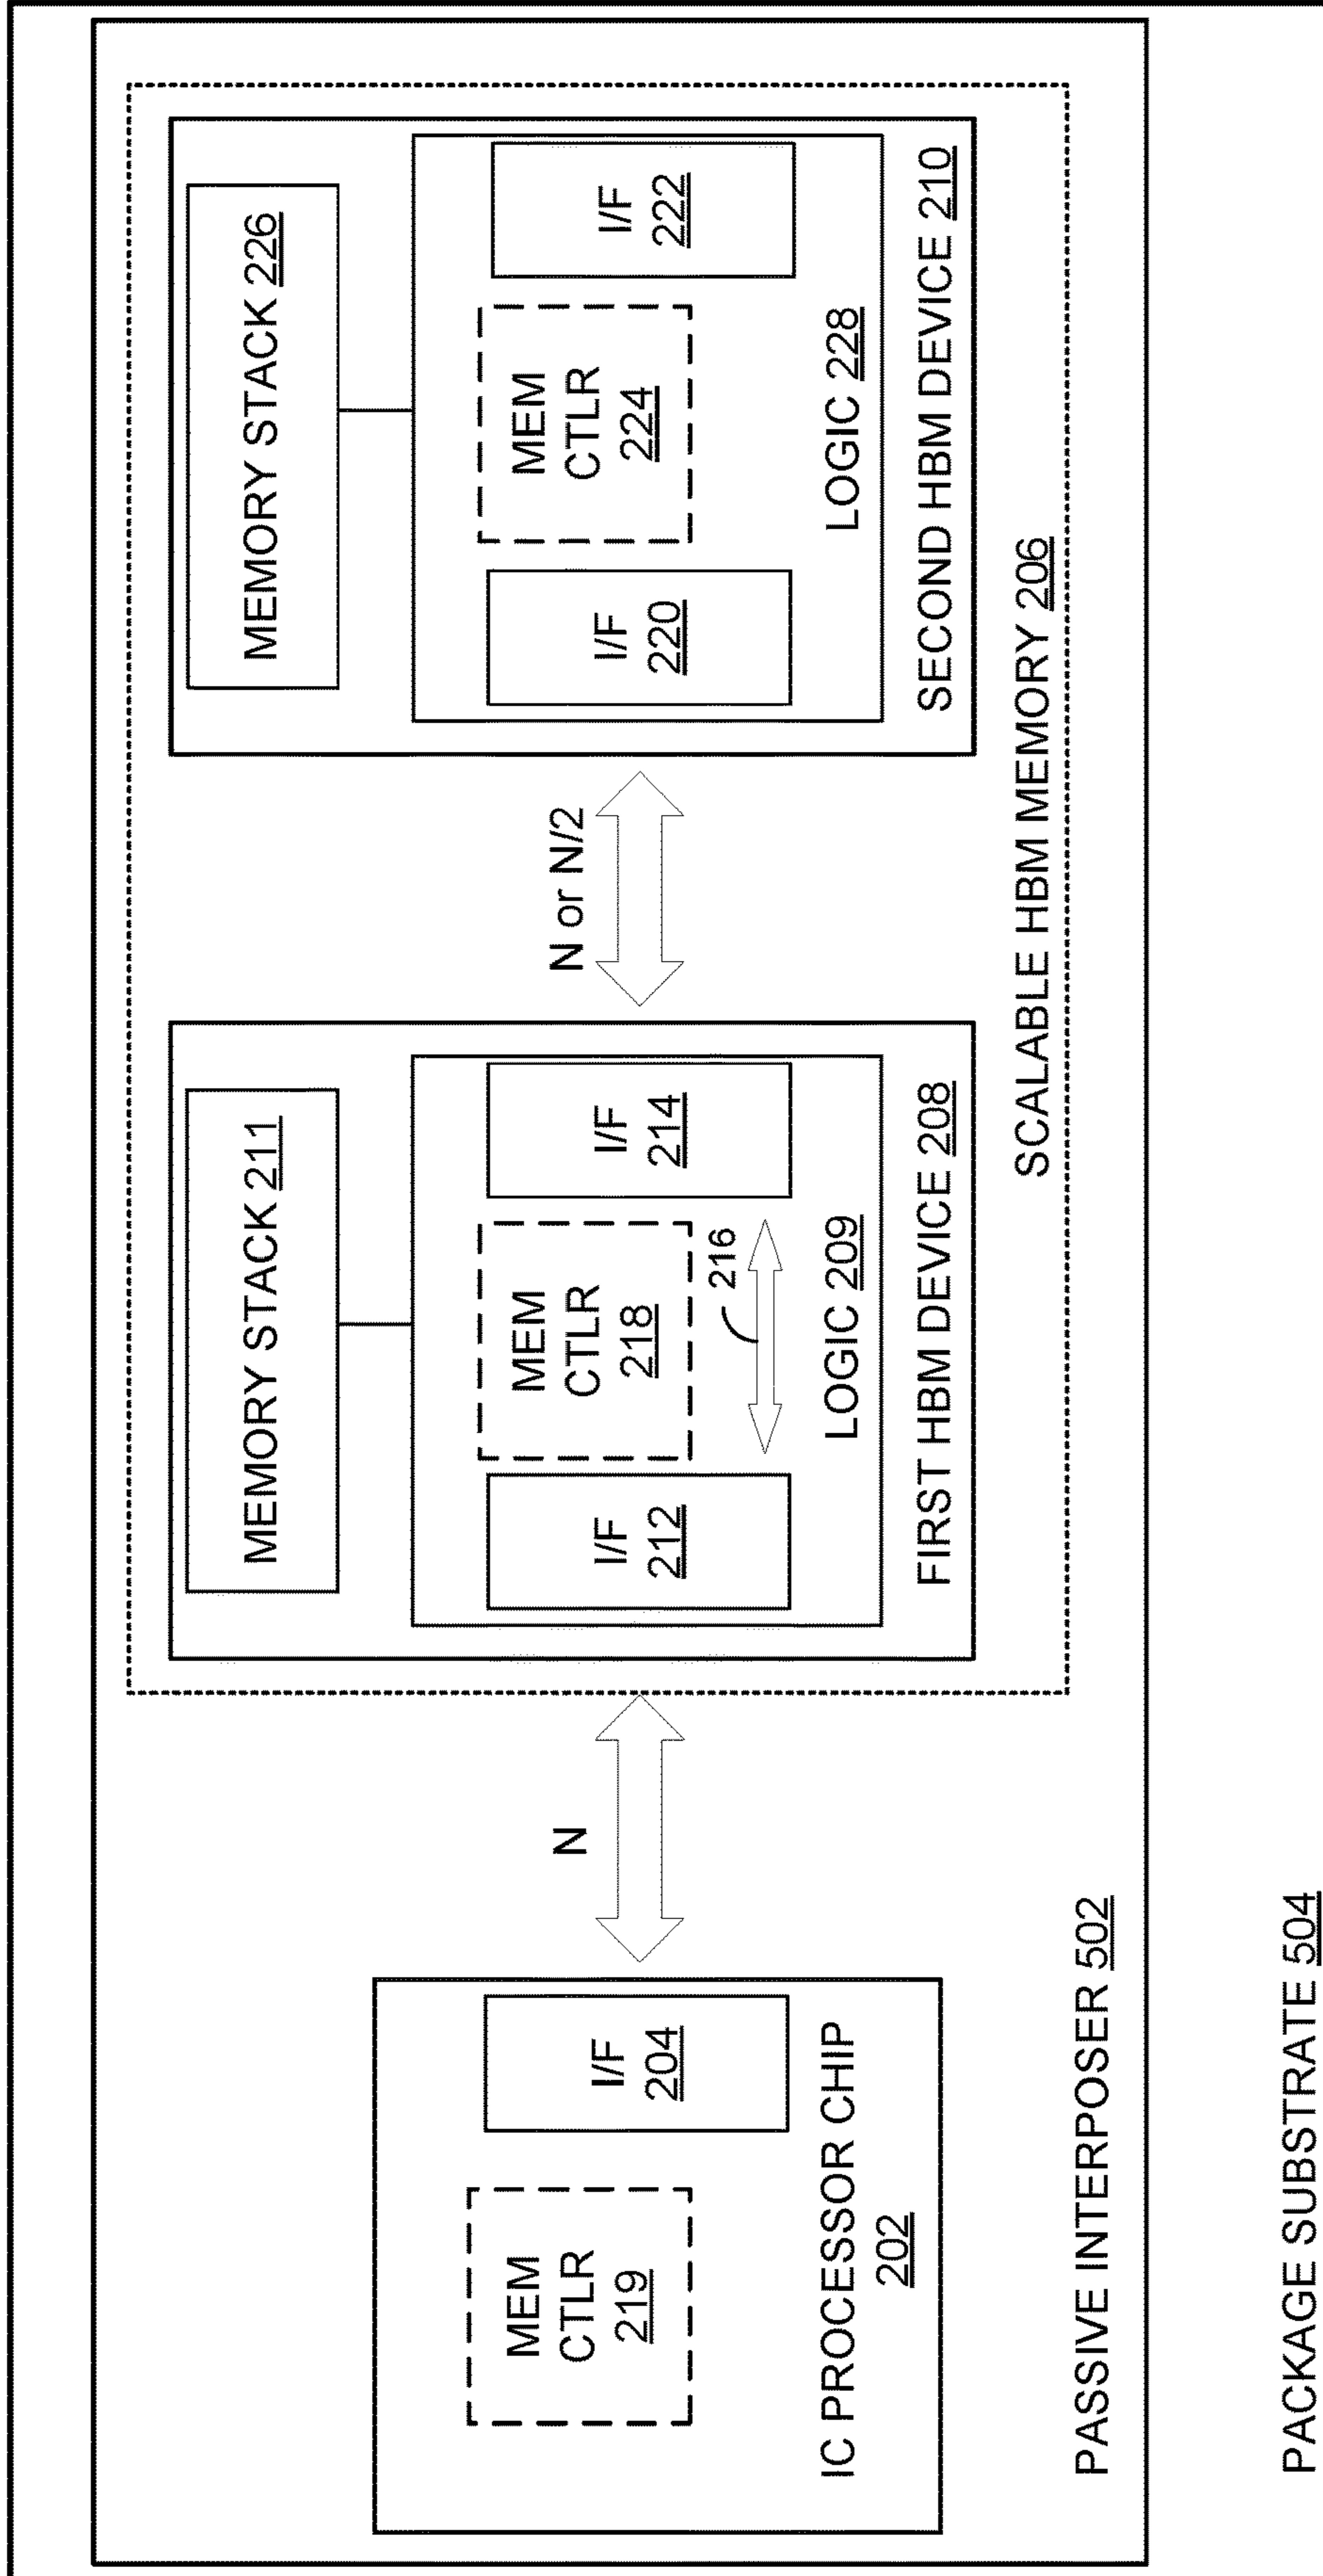 MEM
CTLR
219
I/F
204
IC PROCESSOR CHIP
202
N
MEMORY STACK 211
I/F
212
MEM
CTLR
218
I/F
214
216
LOGIC 209
FIRST HBM DEVICE 208
N or N/2
MEMORY STACK 226
I/F
220
MEM
CTLR
224
I/F
222
LOGIC 228
SECOND HBM DEVICE 210
SCALABLE HBM MEMORY 206
PASSIVE INTERPOSER 502
PACKAGE SUBSTRATE 504